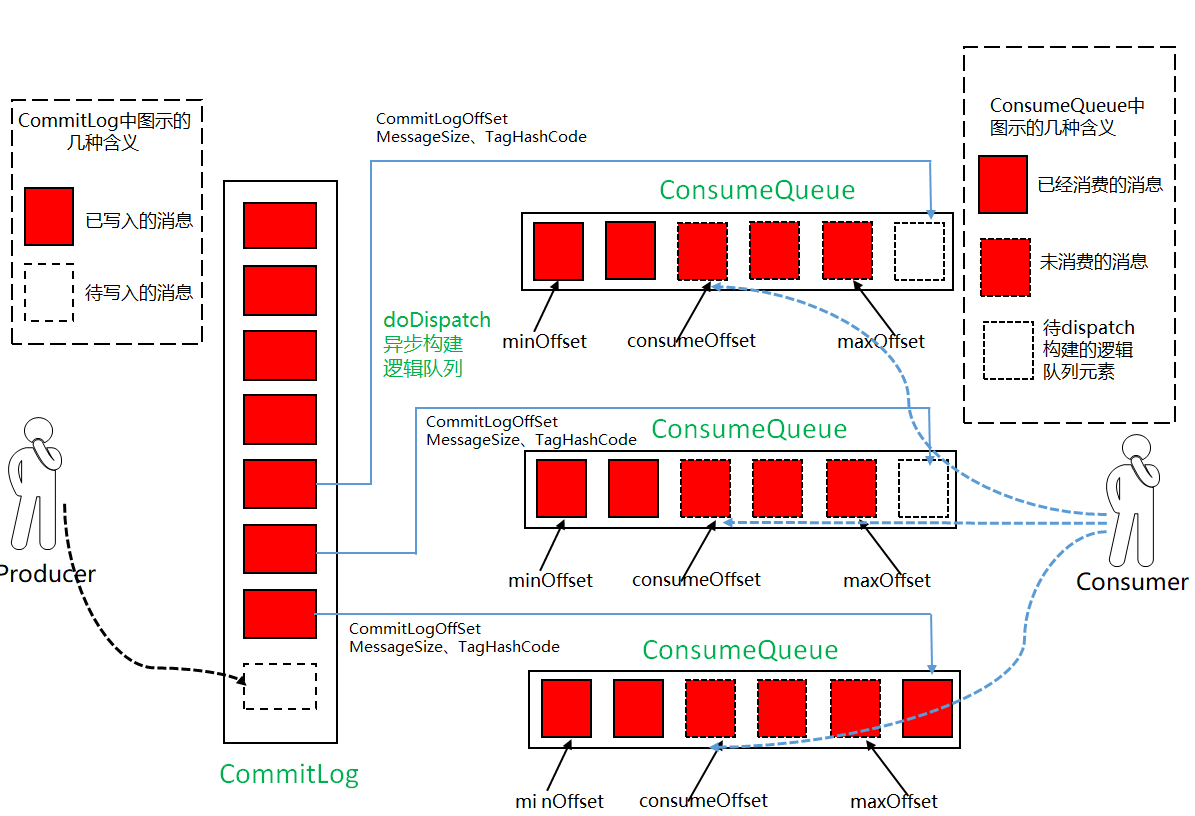 CommitLog中图示的
几种含义
已写入的消息
待写入的消息
Producer
CommitLog
CommitLogOffSet
MessageSize、TagHashCode
doDispatch
异步构建
逻辑队列
ConsumeQueue
minOffset
consumeOffset
maxOffset
CommitLogOffSet
MessageSize、TagHashCode
ConsumeQueue
minOffset
consumeOffset
maxOffset
CommitLogOffSet
MessageSize、TagHashCode
ConsumeQueue
mi nOffset
consumeOffset
maxOffset
ConsumeQueue中
图示的几种含义
已经消费的消息
未消费的消息
待dispatch
构建的逻辑
队列元素
Consumer